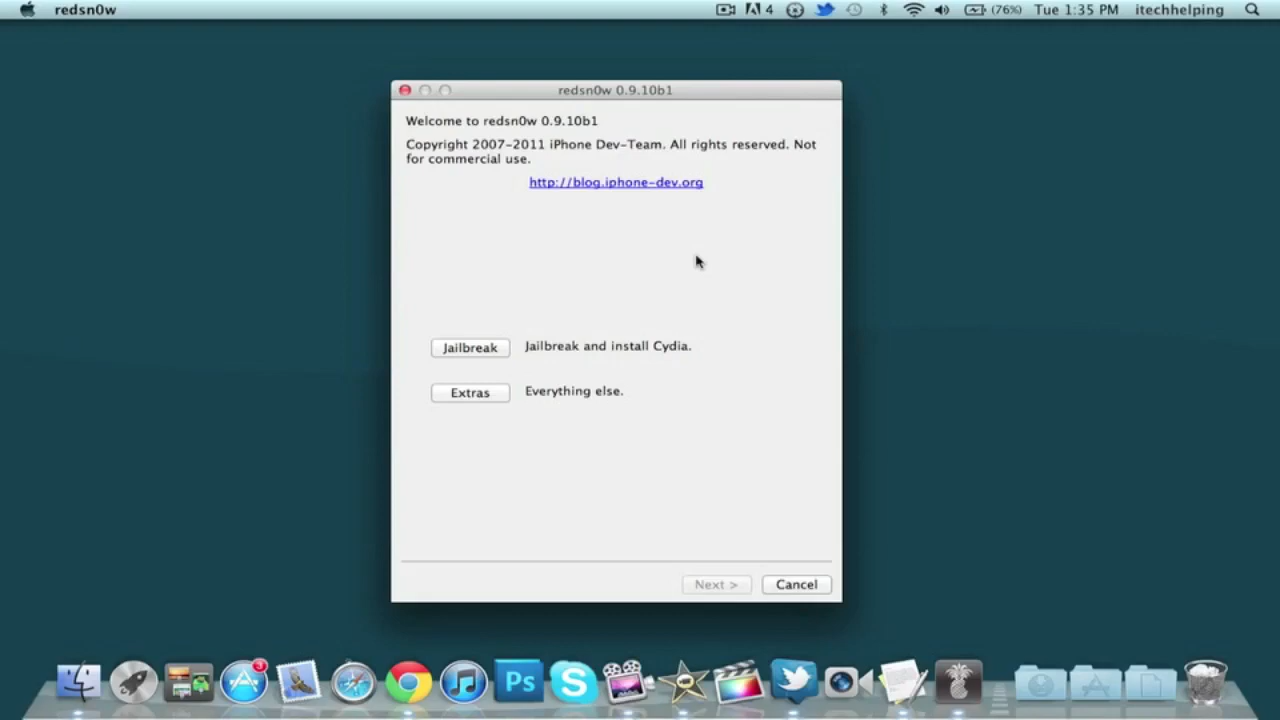 redsn0w
4
(76%)
Tue 1:35 PM
itechhelping
redsn0w 0.9.10b1
Welcome to redsn0w 0.9.10b1
Copyright 2007-2011 iPhone Dev-Team. All rights reserved. Not
for commercial use.
http://blog.iphone-dev.org
Jailbreak
Jailbreak and install Cydia.
Extras
Everything else.
Next >
Cancel
3
Ps